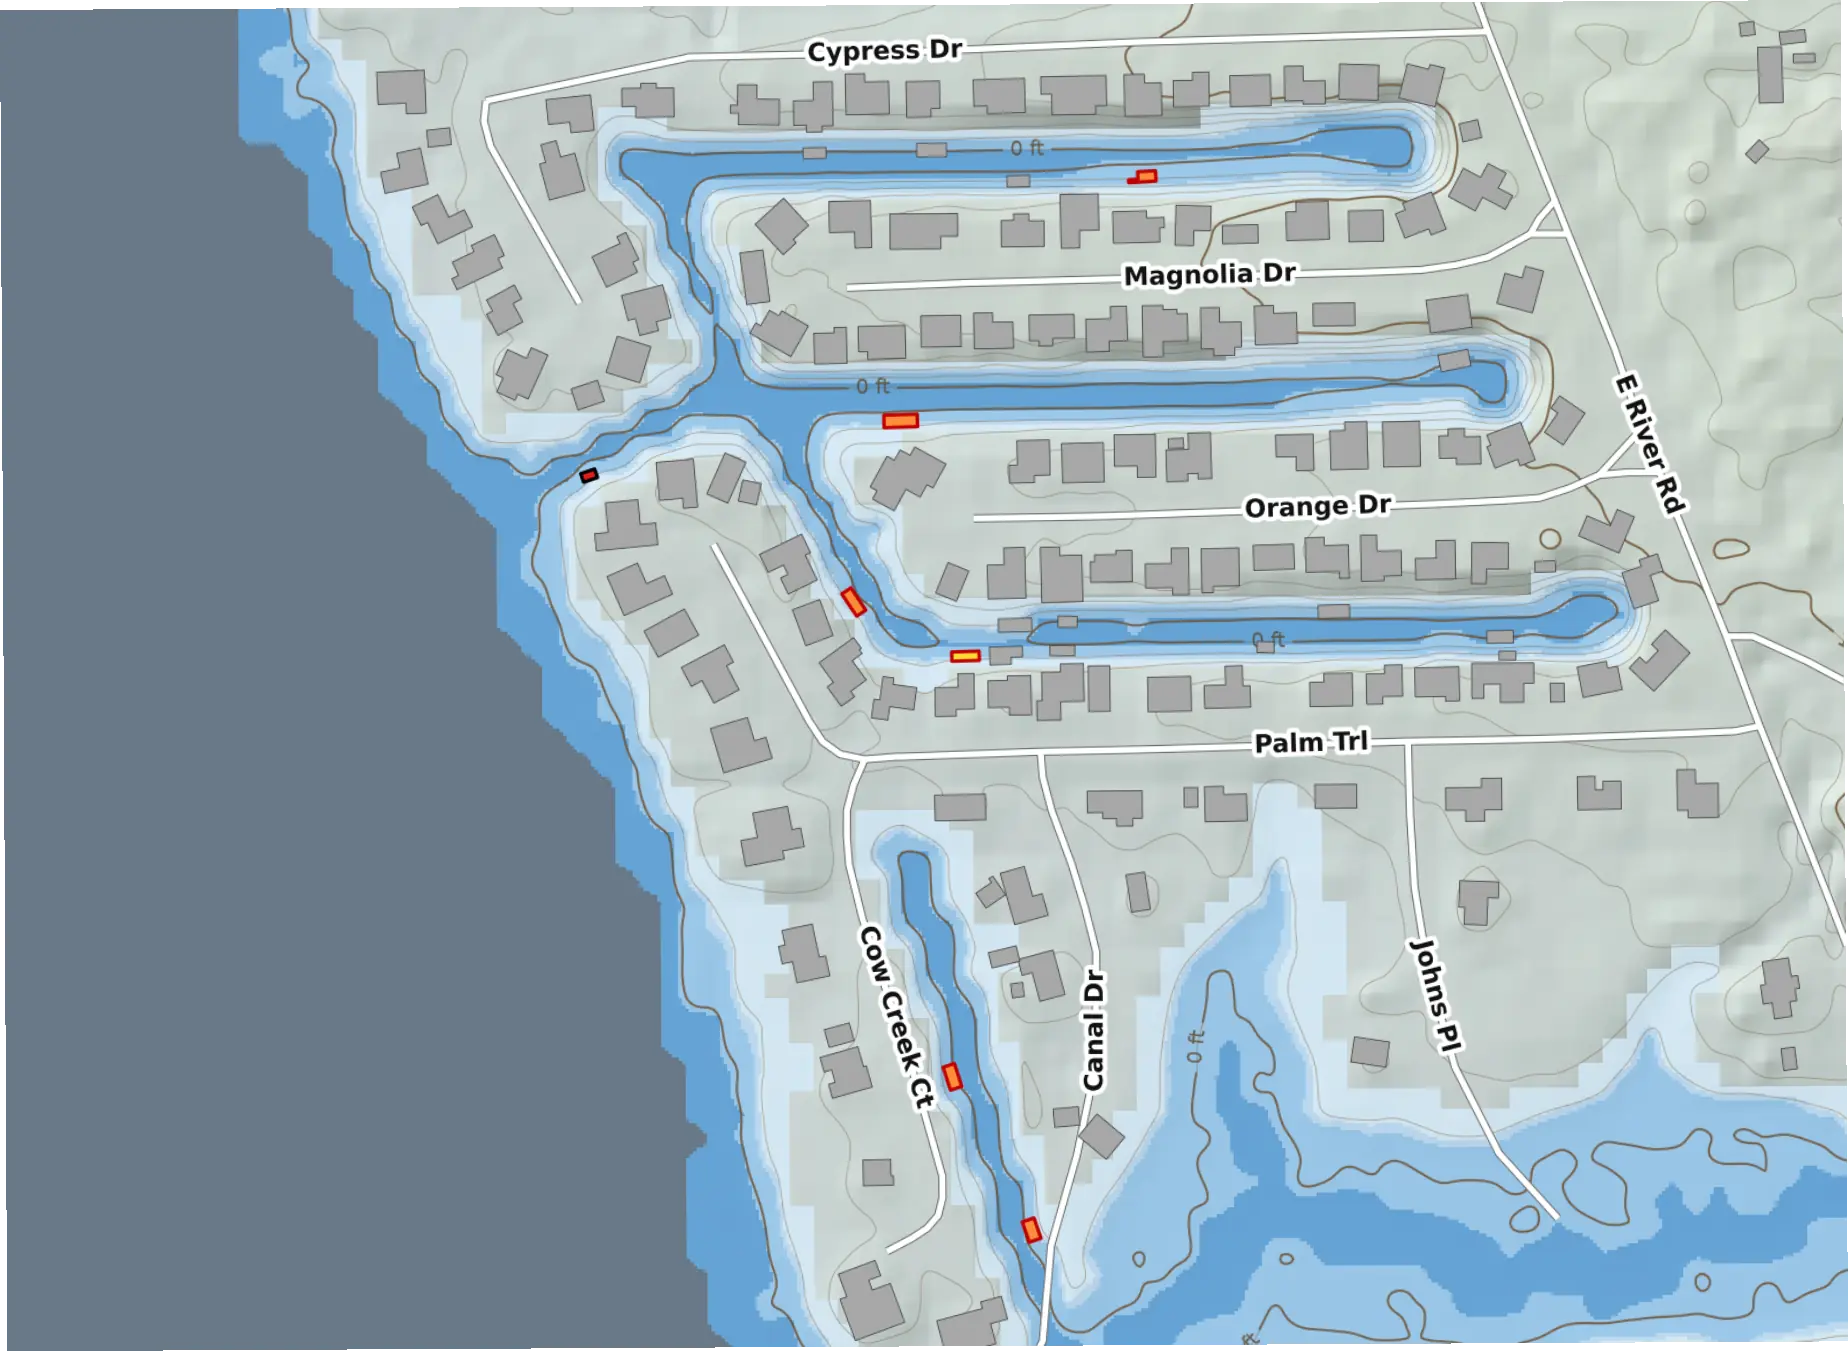 Cypress Dr
0 ft
Magnolia Dr
0 ft
E River Rd
Orange Dr
0 ft
Palm Trl
Cow Creek Ct
Canal Dr
Johns Pl
0 ft
ft